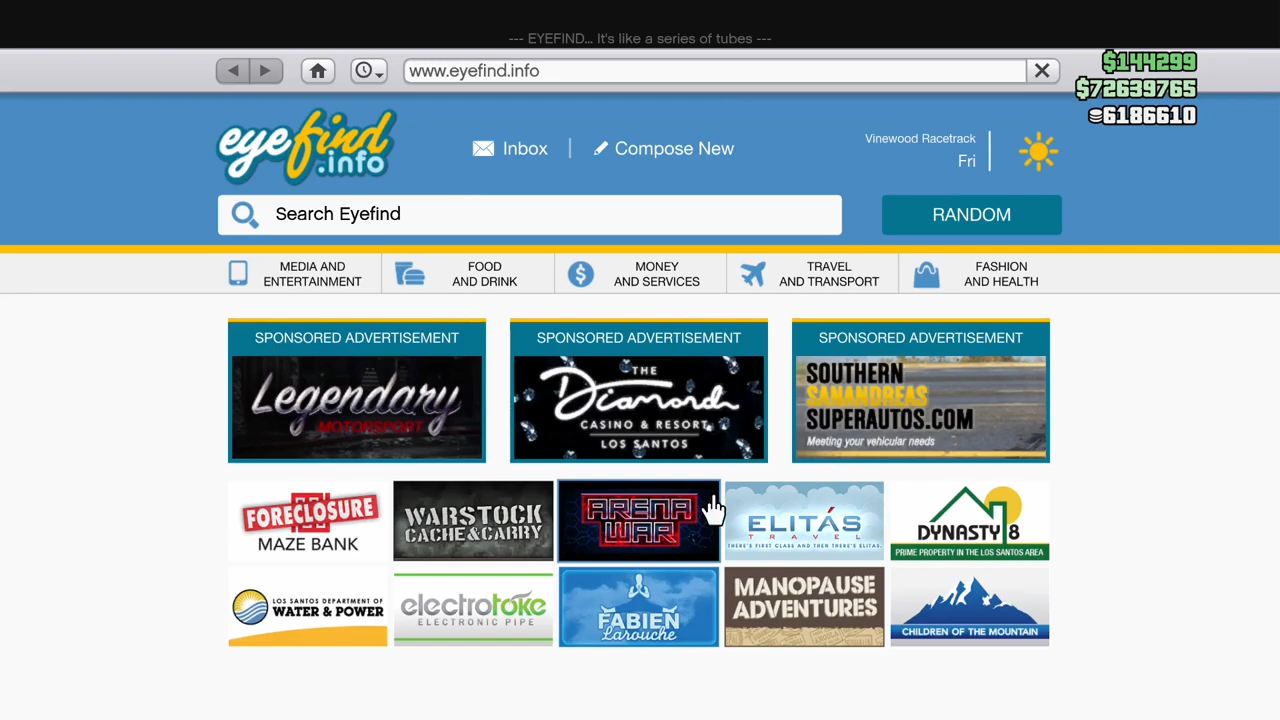 --- EYEFIND... It's like a series of tubes ---
www.eyefind.info
$144299
$72639765
6186610
eyefind
.info
Inbox
Compose New
Vinewood Racetrack
Fri
Search Eyefind
RANDOM
MEDIA AND
ENTERTAINMENT
FOOD
AND DRINK
MONEY
AND SERVICES
TRAVEL
AND TRANSPORT
FASHION
AND HEALTH
SPONSORED ADVERTISEMENT
Legendary
MOTORSPORT
SPONSORED ADVERTISEMENT
THE
Diamond
CASINO & RESORT
LOS SANTOS
SPONSORED ADVERTISEMENT
SOUTHERN
SANANDREAS
SUPERAUTOS.COM
Meeting your vehicular needs
FORECLOSURE
MAZE BANK
WARSTOCK
CACHE&CARRY
ARENA
WAR
ELITÁS
TRAVEL
THERE'S FIRST CLASS AND THEN THERE'S ELITAS.
DYNASTY 8
PRIME PROPERTY IN THE LOS SANTOS AREA
LOS SANTOS DEPARTMENT OF
WATER & POWER
electrotoke
ELECTRONIC PIPE
FABIEN
Larouche
MANOPAUSE
ADVENTURES
CHILDREN OF THE MOUNTAIN